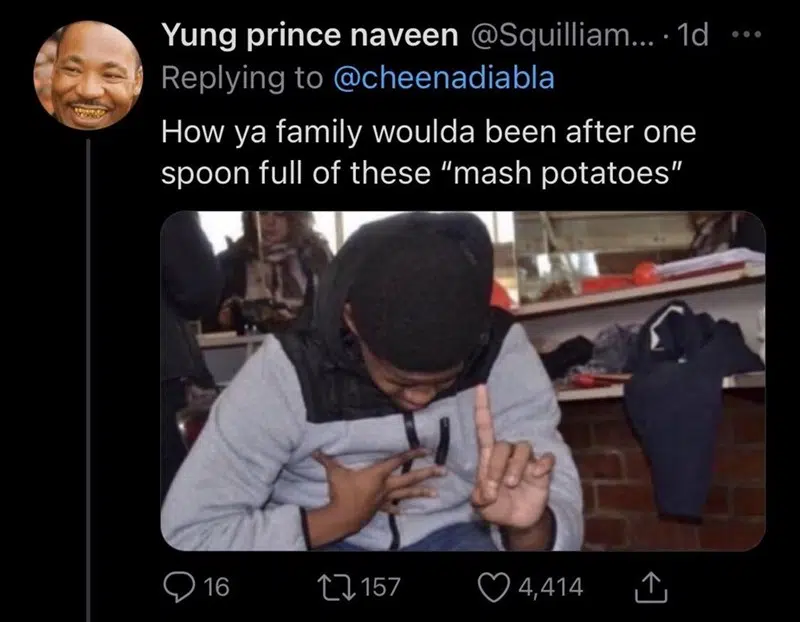 Yung prince naveen @Squilliam... · 1d ···
Replying to @cheenadiabla
How ya family woulda been after one
spoon full of these “mash potatoes”
16 157 4,414